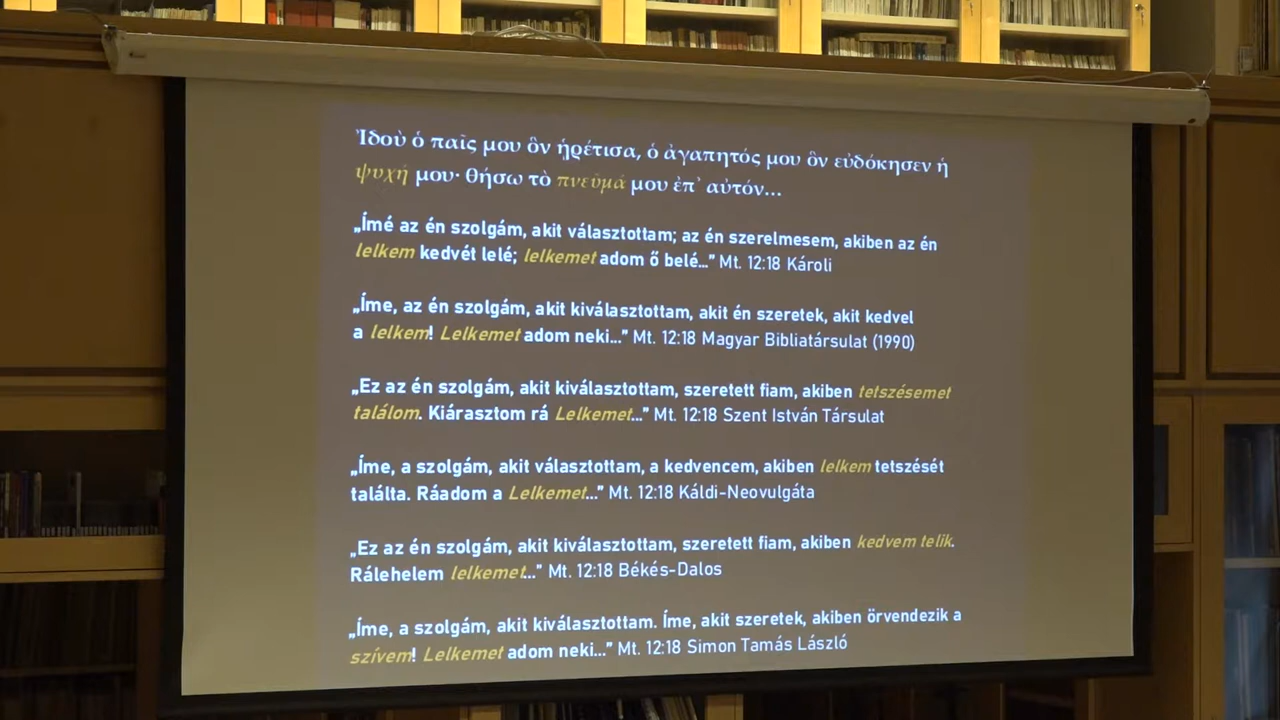 Ἰδοὺ ὁ παῖς μου ὃν ᾑρέτισα, ὁ ἀγαπητός μου ὃν εὐδόκησεν ἡ
ψυχή μου· θήσω τὸ πνεῦμά μου ἐπ᾽ αὐτόν...
„Ímé az én szolgám, akit választottam; az én szerelmesem, akiben az én
lelkem kedvét lelé; lelkemet adom ő belé...” Mt. 12:18 Károli
„Íme, az én szolgám, akit kiválasztottam, akit én szeretek, akit kedvel
a lelkem! Lelkemet adom neki...” Mt. 12:18 Magyar Bibliatársulat (1990)
„Ez az én szolgám, akit kiválasztottam, szeretett fiam, akiben tetszésemet
találom. Kiárasztom rá Lelkemet...” Mt. 12:18 Szent István Társulat
„Íme, a szolgám, akit választottam, a kedvencem, akiben lelkem tetszését
találta. Ráadom a Lelkemet...” Mt. 12:18 Káldi-Neovulgáta
„Ez az én szolgám, akit kiválasztottam, szeretett fiam, akiben kedvem telik.
Rálehelem lelkemet...” Mt. 12:18 Békés-Dalos
„Íme, a szolgám, akit kiválasztottam. Íme, akit szeretek, akiben örvendezik a
szívem! Lelkemet adom neki...” Mt. 12:18 Simon Tamás László